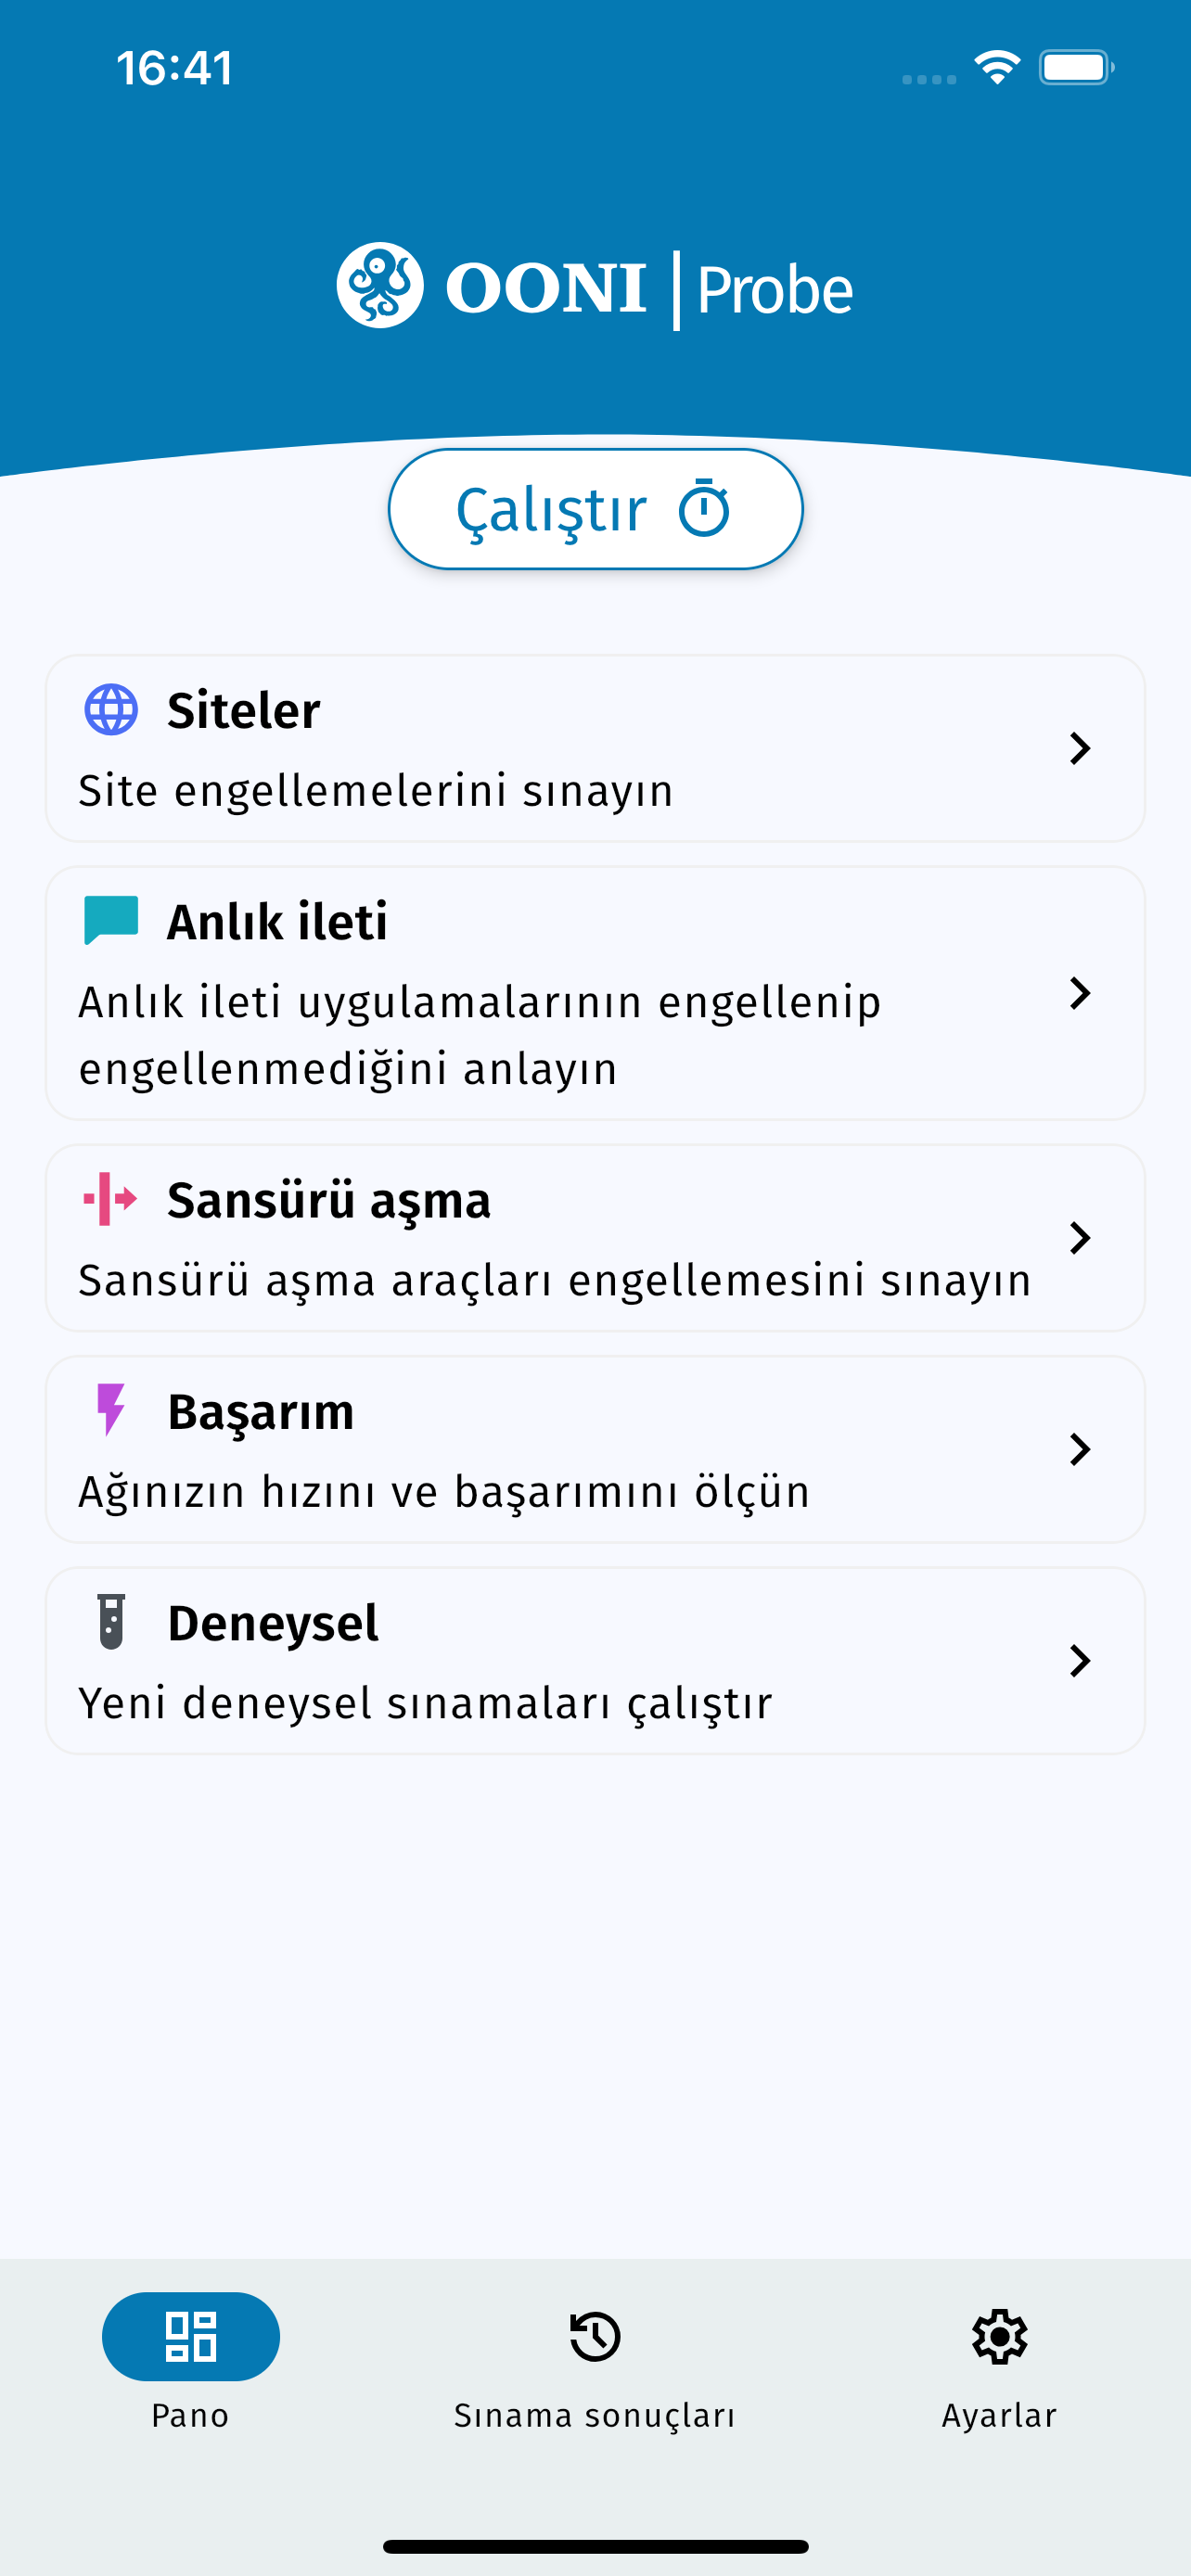 16:41
OONI | Probe
Çalıştır
Siteler
Site engellemelerini sınayın
Anlık ileti
Anlık ileti uygulamalarının engellenip
engellenmediğini anlayın
Sansürü aşma
Sansürü aşma araçları engellemesini sınayın
Başarım
Ağınızın hızını ve başarımını ölçün
Deneysel
Yeni deneysel sınamaları çalıştır
Pano
Sınama sonuçları
Ayarlar